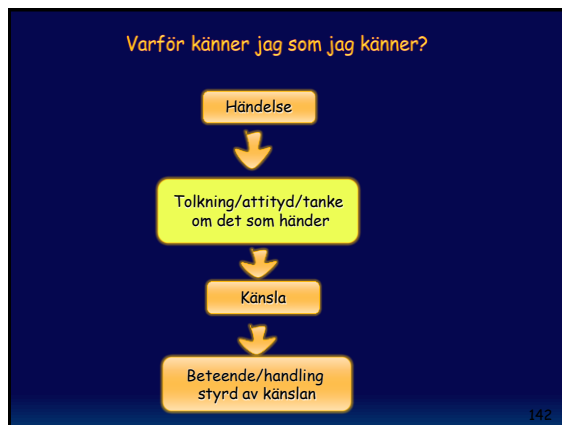 Varför känner jag som jag känner?
Händelse
Tolkning/attityd/tanke
om det som händer
Känsla
Beteende/handling
styrd av känslan
142